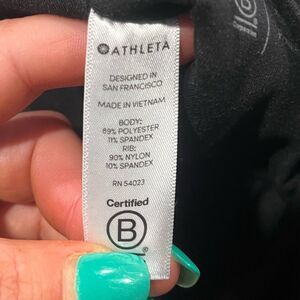 ATHLETA
DESIGNED IN
SAN FRANCISCO
MADE IN VIETNAM
BODY:
89% POLYESTER
11% SPANDEX
RIB:
90% NYLON
10% SPANDEX
RN 54023
Certified
B